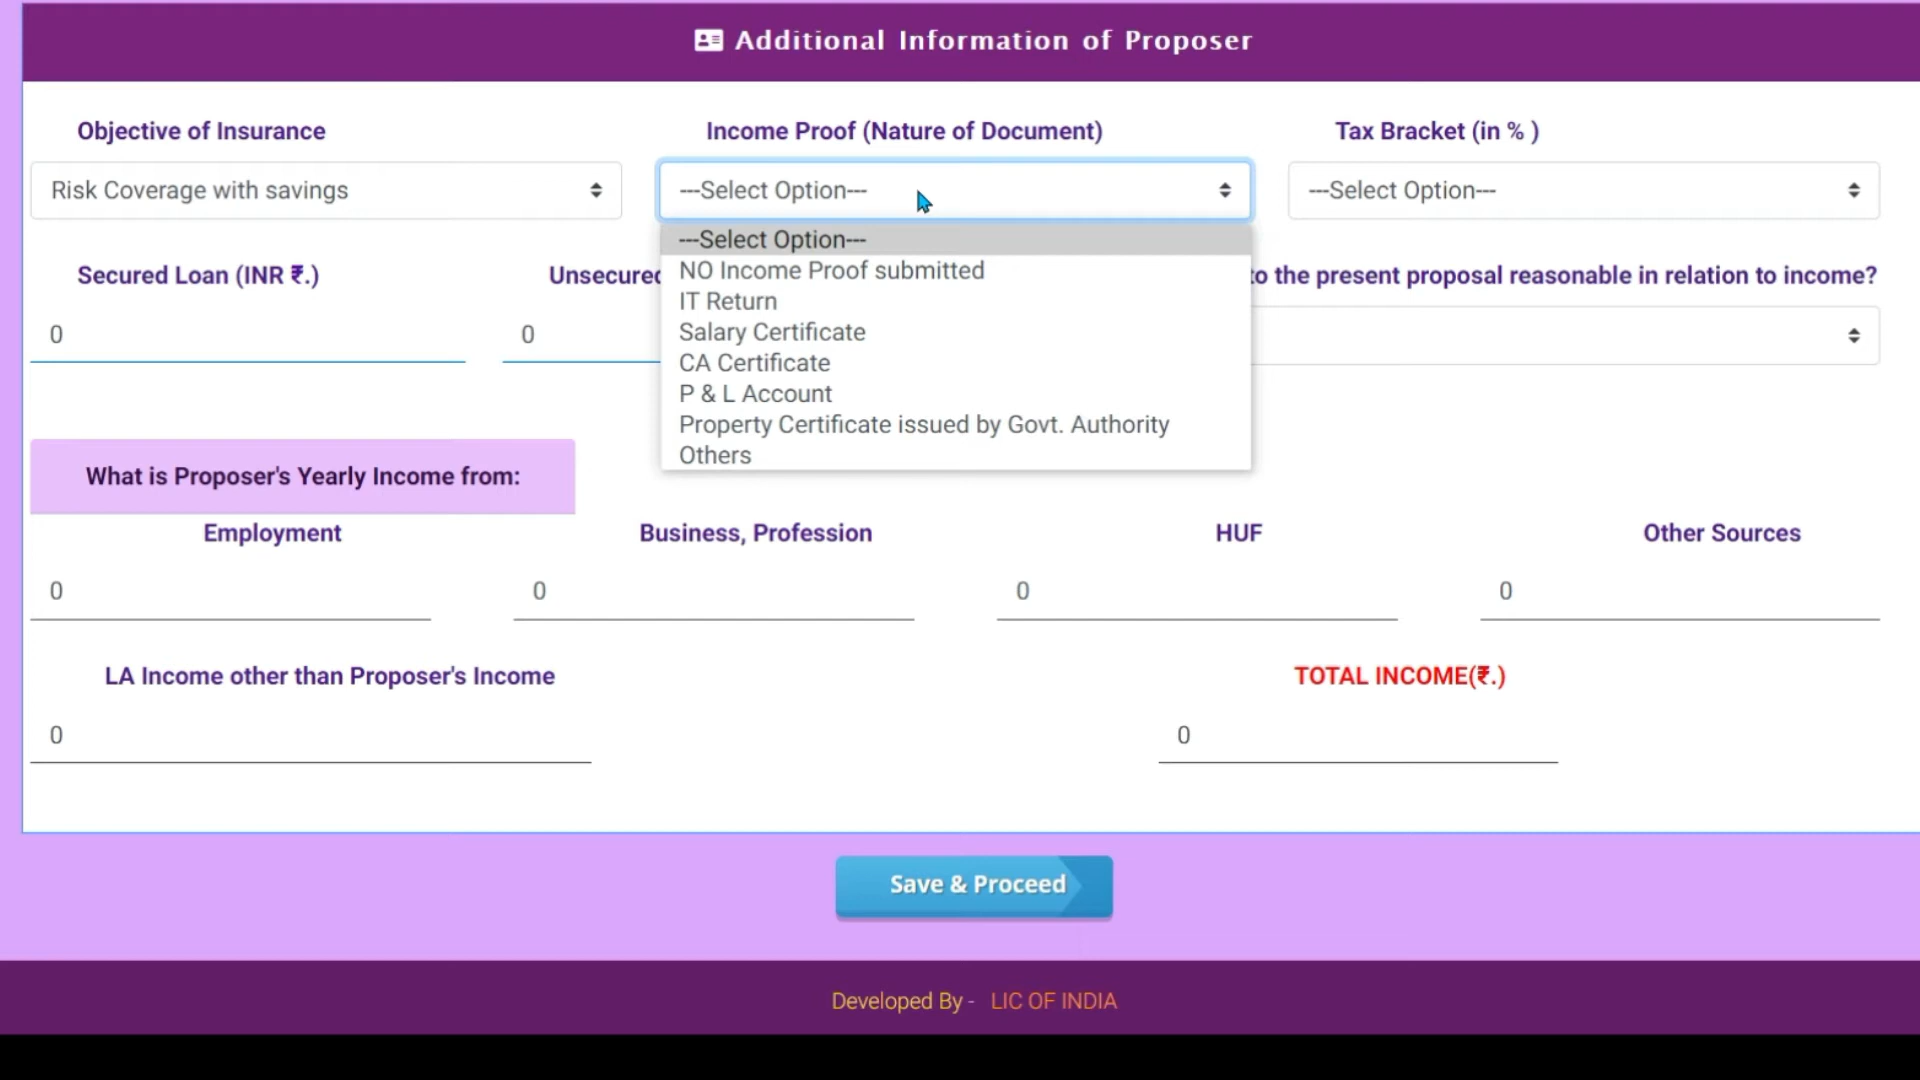 Additional Information of Proposer
Objective of Insurance
Income Proof (Nature of Document)
Tax Bracket (in % )
Risk Coverage with savings
---Select Option---
---Select Option---
---Select Option---
NO Income Proof submitted
IT Return
Salary Certificate
CA Certificate
P & L Account
Property Certificate issued by Govt. Authority
Others
Secured Loan (INR ₹.)
Unsecured
to the present proposal reasonable in relation to income?
0
0
What is Proposer's Yearly Income from:
Employment
Business, Profession
HUF
Other Sources
0
0
0
0
LA Income other than Proposer's Income
TOTAL INCOME(₹.)
0
0
Save & Proceed
Developed By - LIC OF INDIA